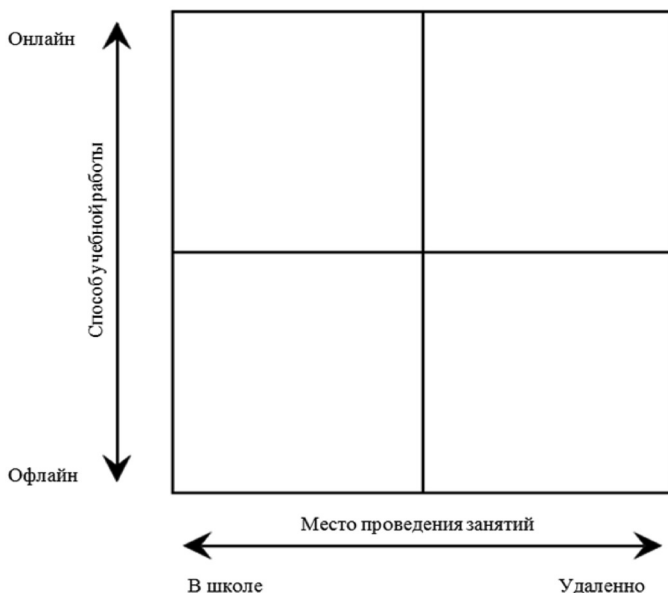 Онлайн
Способ учебной работы
Офлайн
Место проведения занятий
В школе
Удаленно